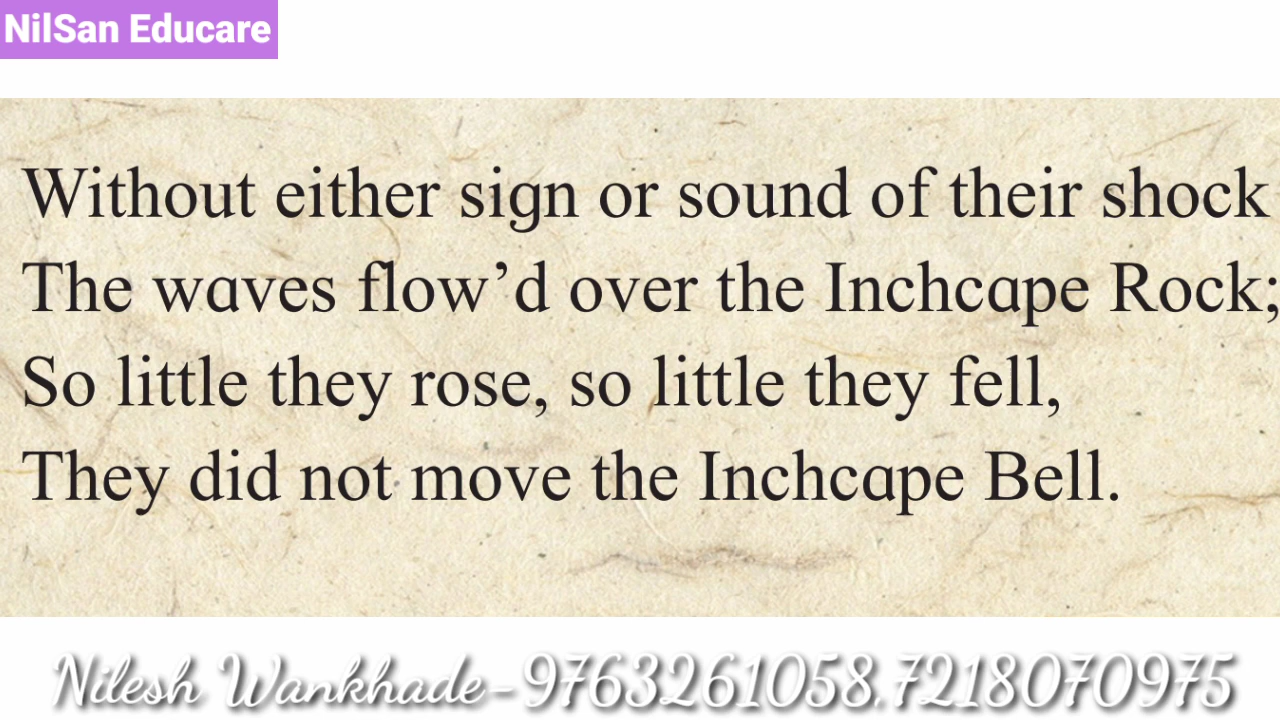 NilSan Educare
Without either sign or sound of their shock
The waves flow’d over the Inchcape Rock;
So little they rose, so little they fell,
They did not move the Inchcape Bell.
Nilesh Wankhade-9763261058,7218070975